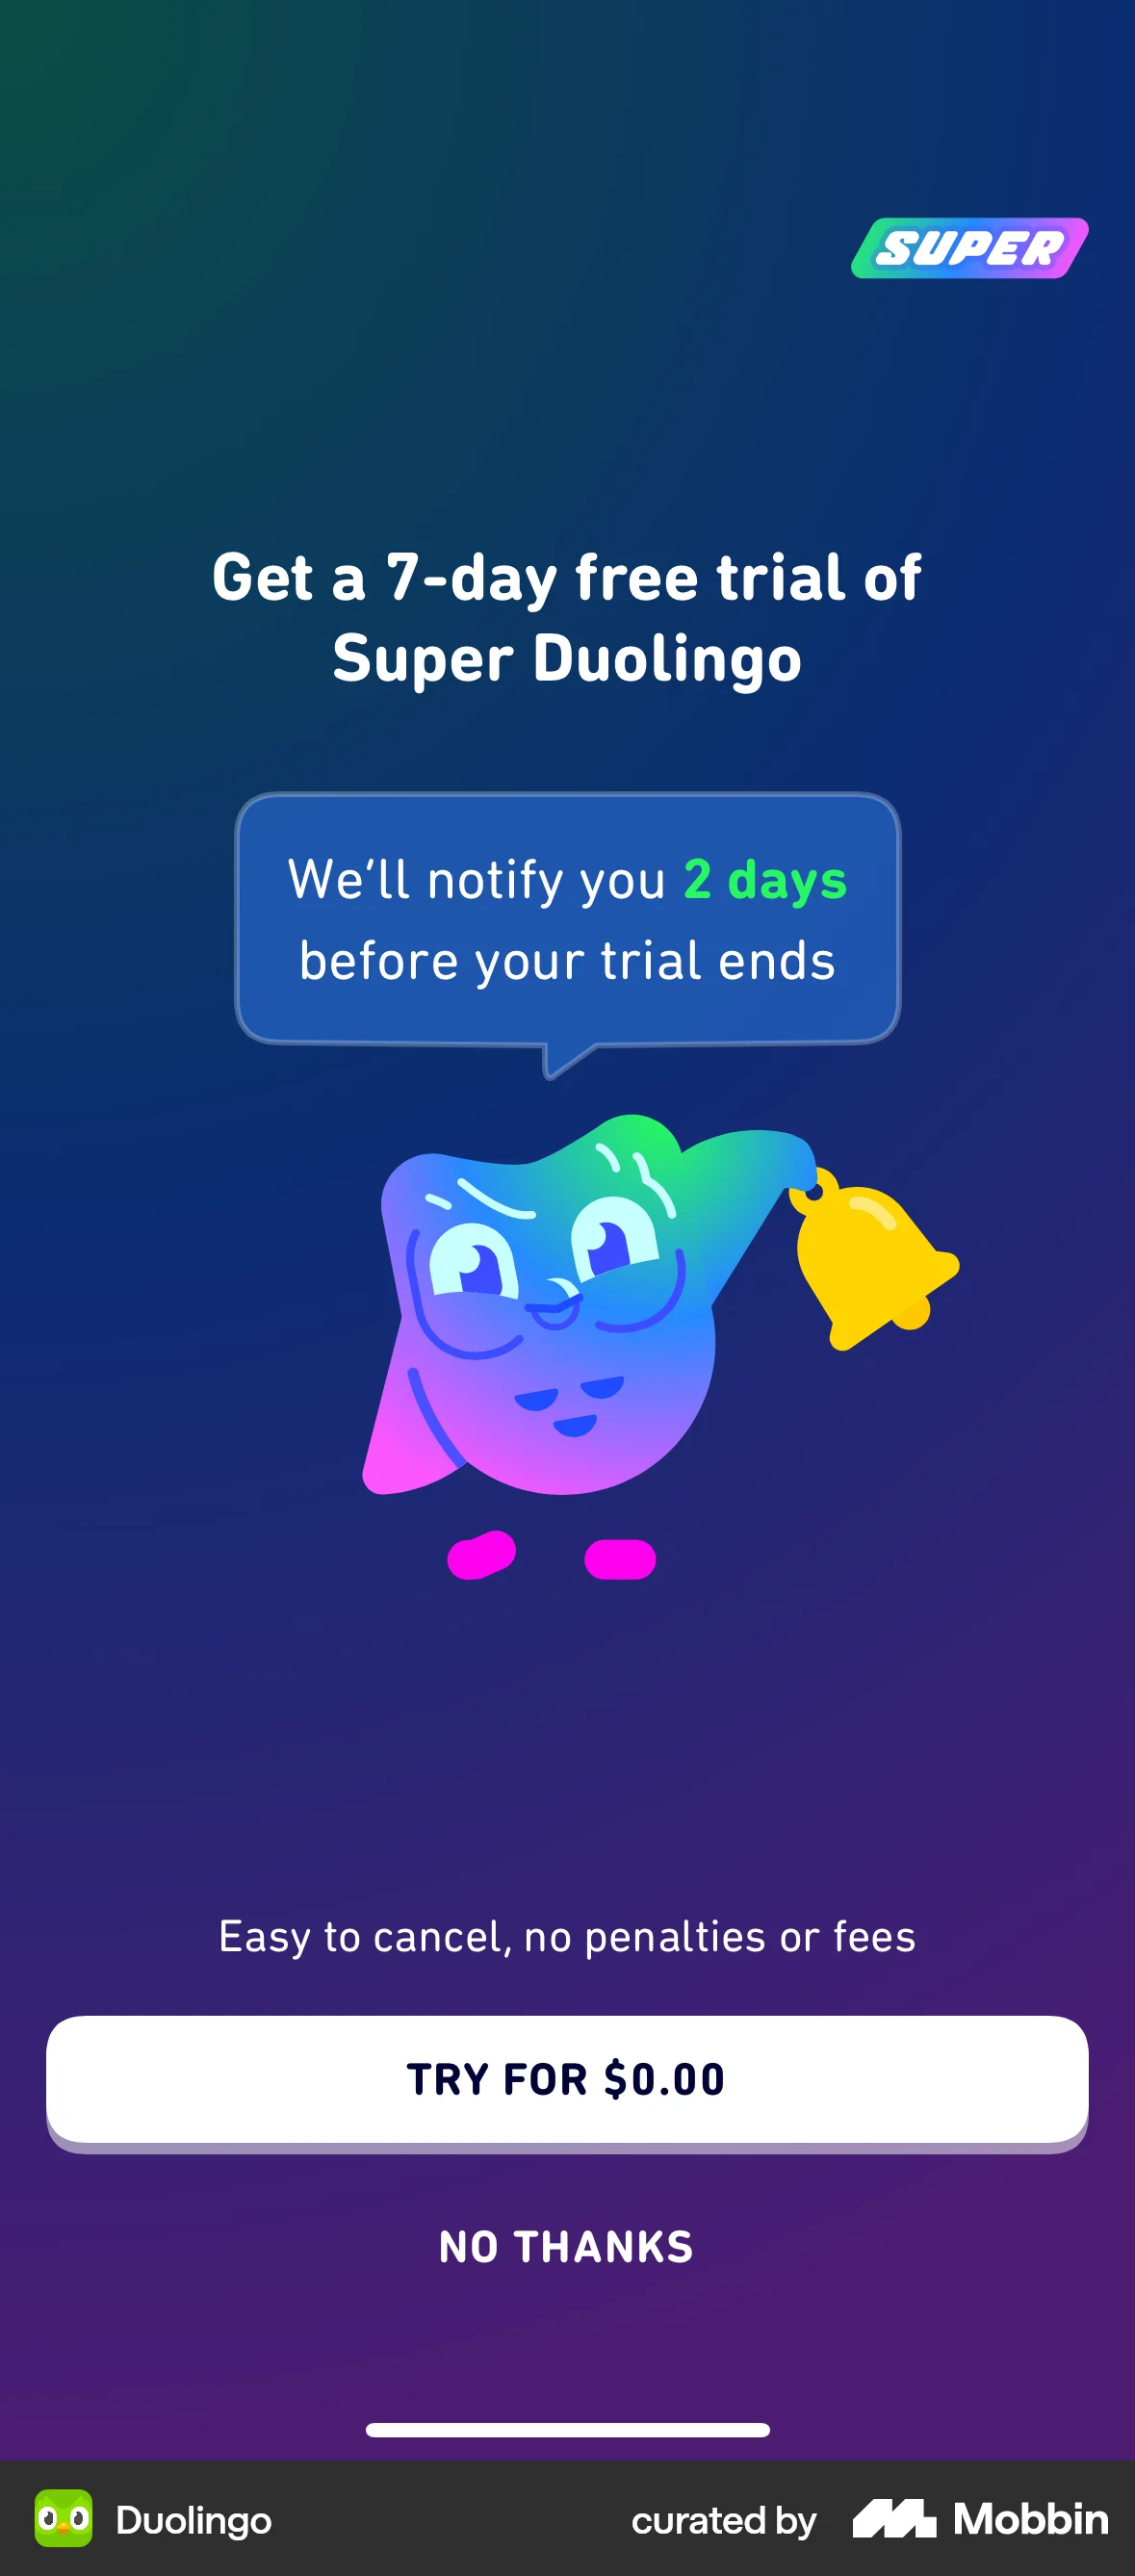 SUPER
Get a 7-day free trial of
Super Duolingo
We’ll notify you 2 days
before your trial ends
Easy to cancel, no penalties or fees
TRY FOR $0.00
NO THANKS
Duolingo
curated by Mobbin